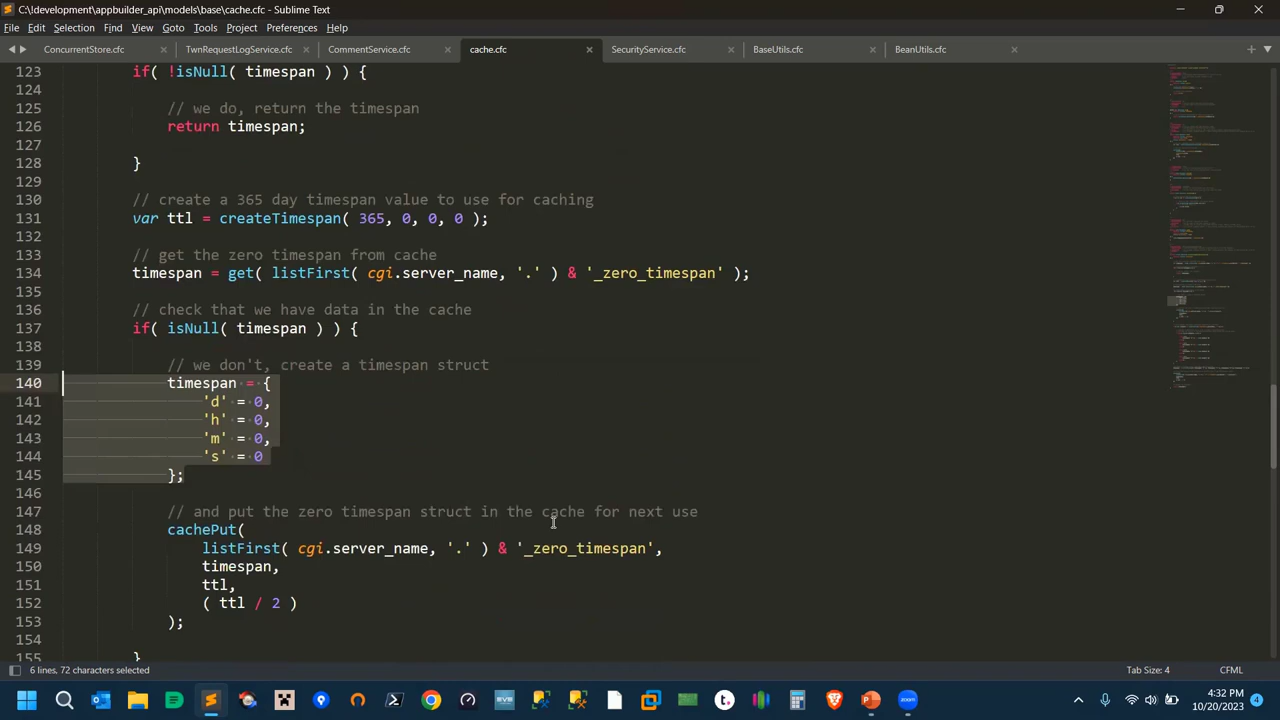 C:\!development\appbuilder_api\models\base\cache.cfc - Sublime Text
File Edit Selection Find View Goto Tools Project Preferences Help
ConcurrentStore.cfc TwnRequestLogService.cfc CommentService.cfc cache.cfc SecurityService.cfc BaseUtils.cfc BeanUtils.cfc
123 if( !isNull( timespan ) ) {
124
125 // we do, return the timespan
126 return timespan;
127
128 }
129
130 // create a 365 day timespan value to use for caching
131 var ttl = createTimespan( 365, 0, 0, 0 );
132
133 // get the zero timespan from cache
134 timespan = get( listFirst( cgi.server_name, '.' ) & '_zero_timespan' );
135
136 // check that we have data in the cache
137 if( isNull( timespan ) ) {
138
139 // we don't, create a timespan struct
140 timespan = {
141 'd' = 0,
142 'h' = 0,
143 'm' = 0,
144 's' = 0
145 };
146
147 // and put the zero timespan struct in the cache for next use
148 cachePut(
149 listFirst( cgi.server_name, '.' ) & '_zero_timespan',
150 timespan,
151 ttl,
152 ( ttl / 2 )
153 );
154
155 }
6 lines, 72 characters selected Tab Size: 4 CFML
4:32 PM
10/20/2023
4